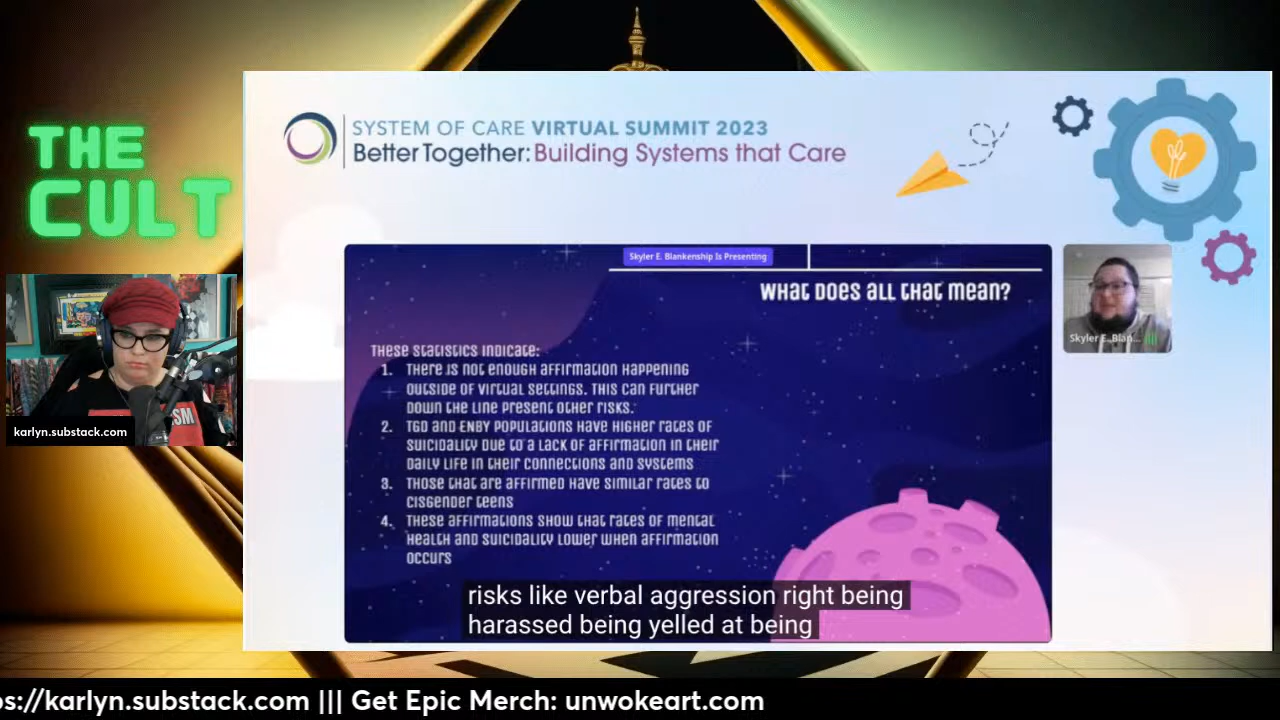 THE
CULT
SYSTEM OF CARE VIRTUAL SUMMIT 2023
Better Together: Building Systems that Care
Skyler E. Blankenship Is Presenting
What Does all that mean?
These statistics indicate:
1. There is not enough affirmation happening
outside of virtual settings. This can further
down the line present other risks.
2. TGD and ENBY populations have higher rates of
suicidality due to a lack of affirmation in their
daily life in their connections and systems
3. Those that are affirmed have similar rates to
cisgender teens
4. These affirmations show that rates of mental
health and suicidality lower when affirmation
occurs
Skyler E. Blan...
risks like verbal aggression right being
harassed being yelled at being
SM
karlyn.substack.com
os://karlyn.substack.com ||| Get Epic Merch: unwokeart.com